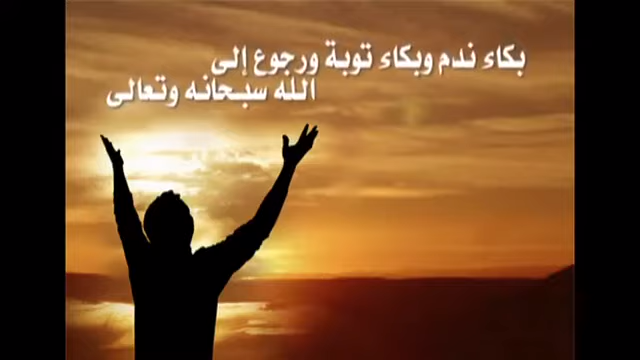 بكاء ندم وبكاء توبة ورجوع إلى
الله سبحانه وتعالى